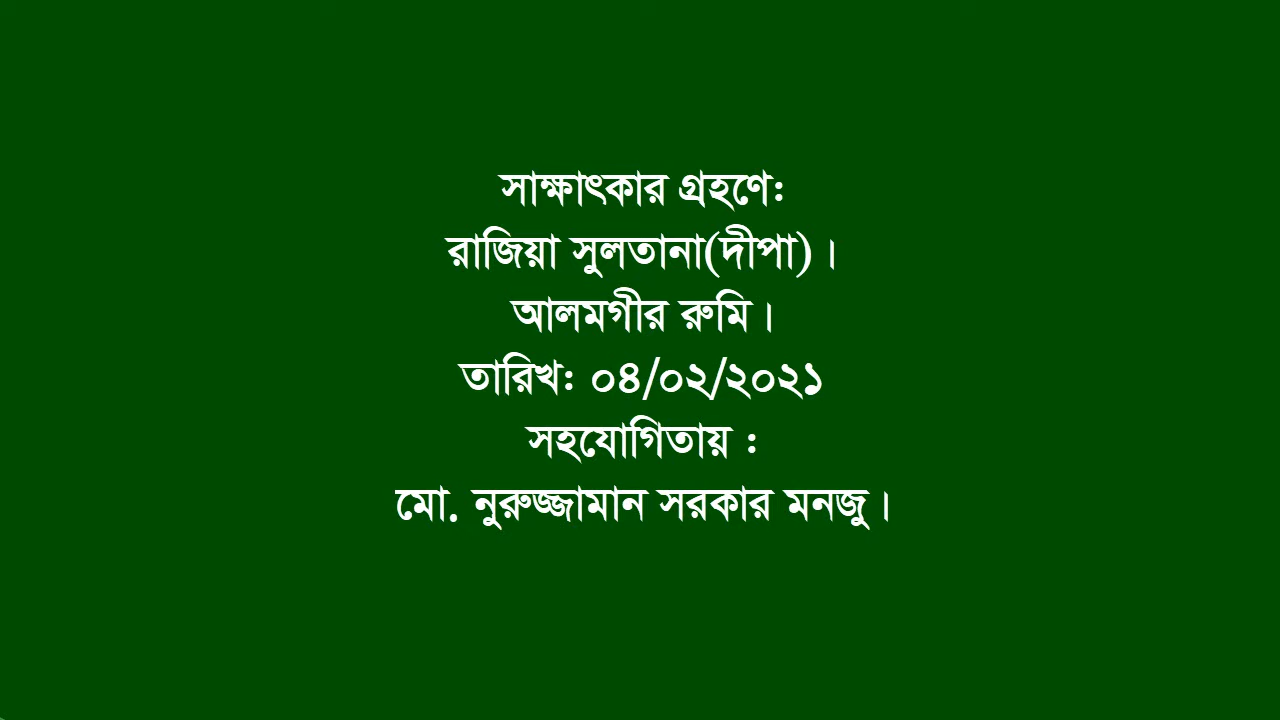 সাক্ষাৎকার গ্রহণে:
রাজিয়া সুলতানা(দীপা)।
আলমগীর রুমি।
তারিখ: ০৪/০২/২০২১
সহযোগিতায় :
মো. নুরুজ্জামান সরকার মনজু।